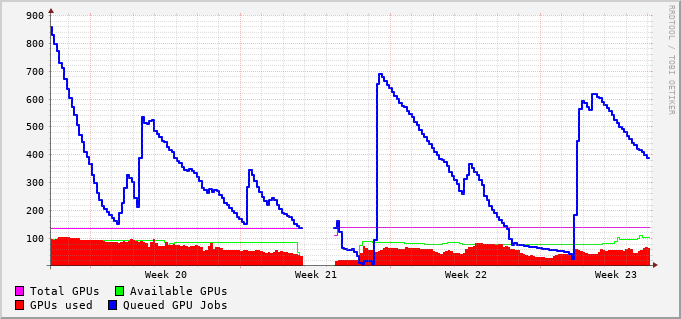 900
800
700
600
500
400
300
200
100
Week 20 Week 21 Week 22 Week 23
Total GPUs Available GPUs
GPUs used Queued GPU Jobs
RRDTOOL / TOBI OETIKER